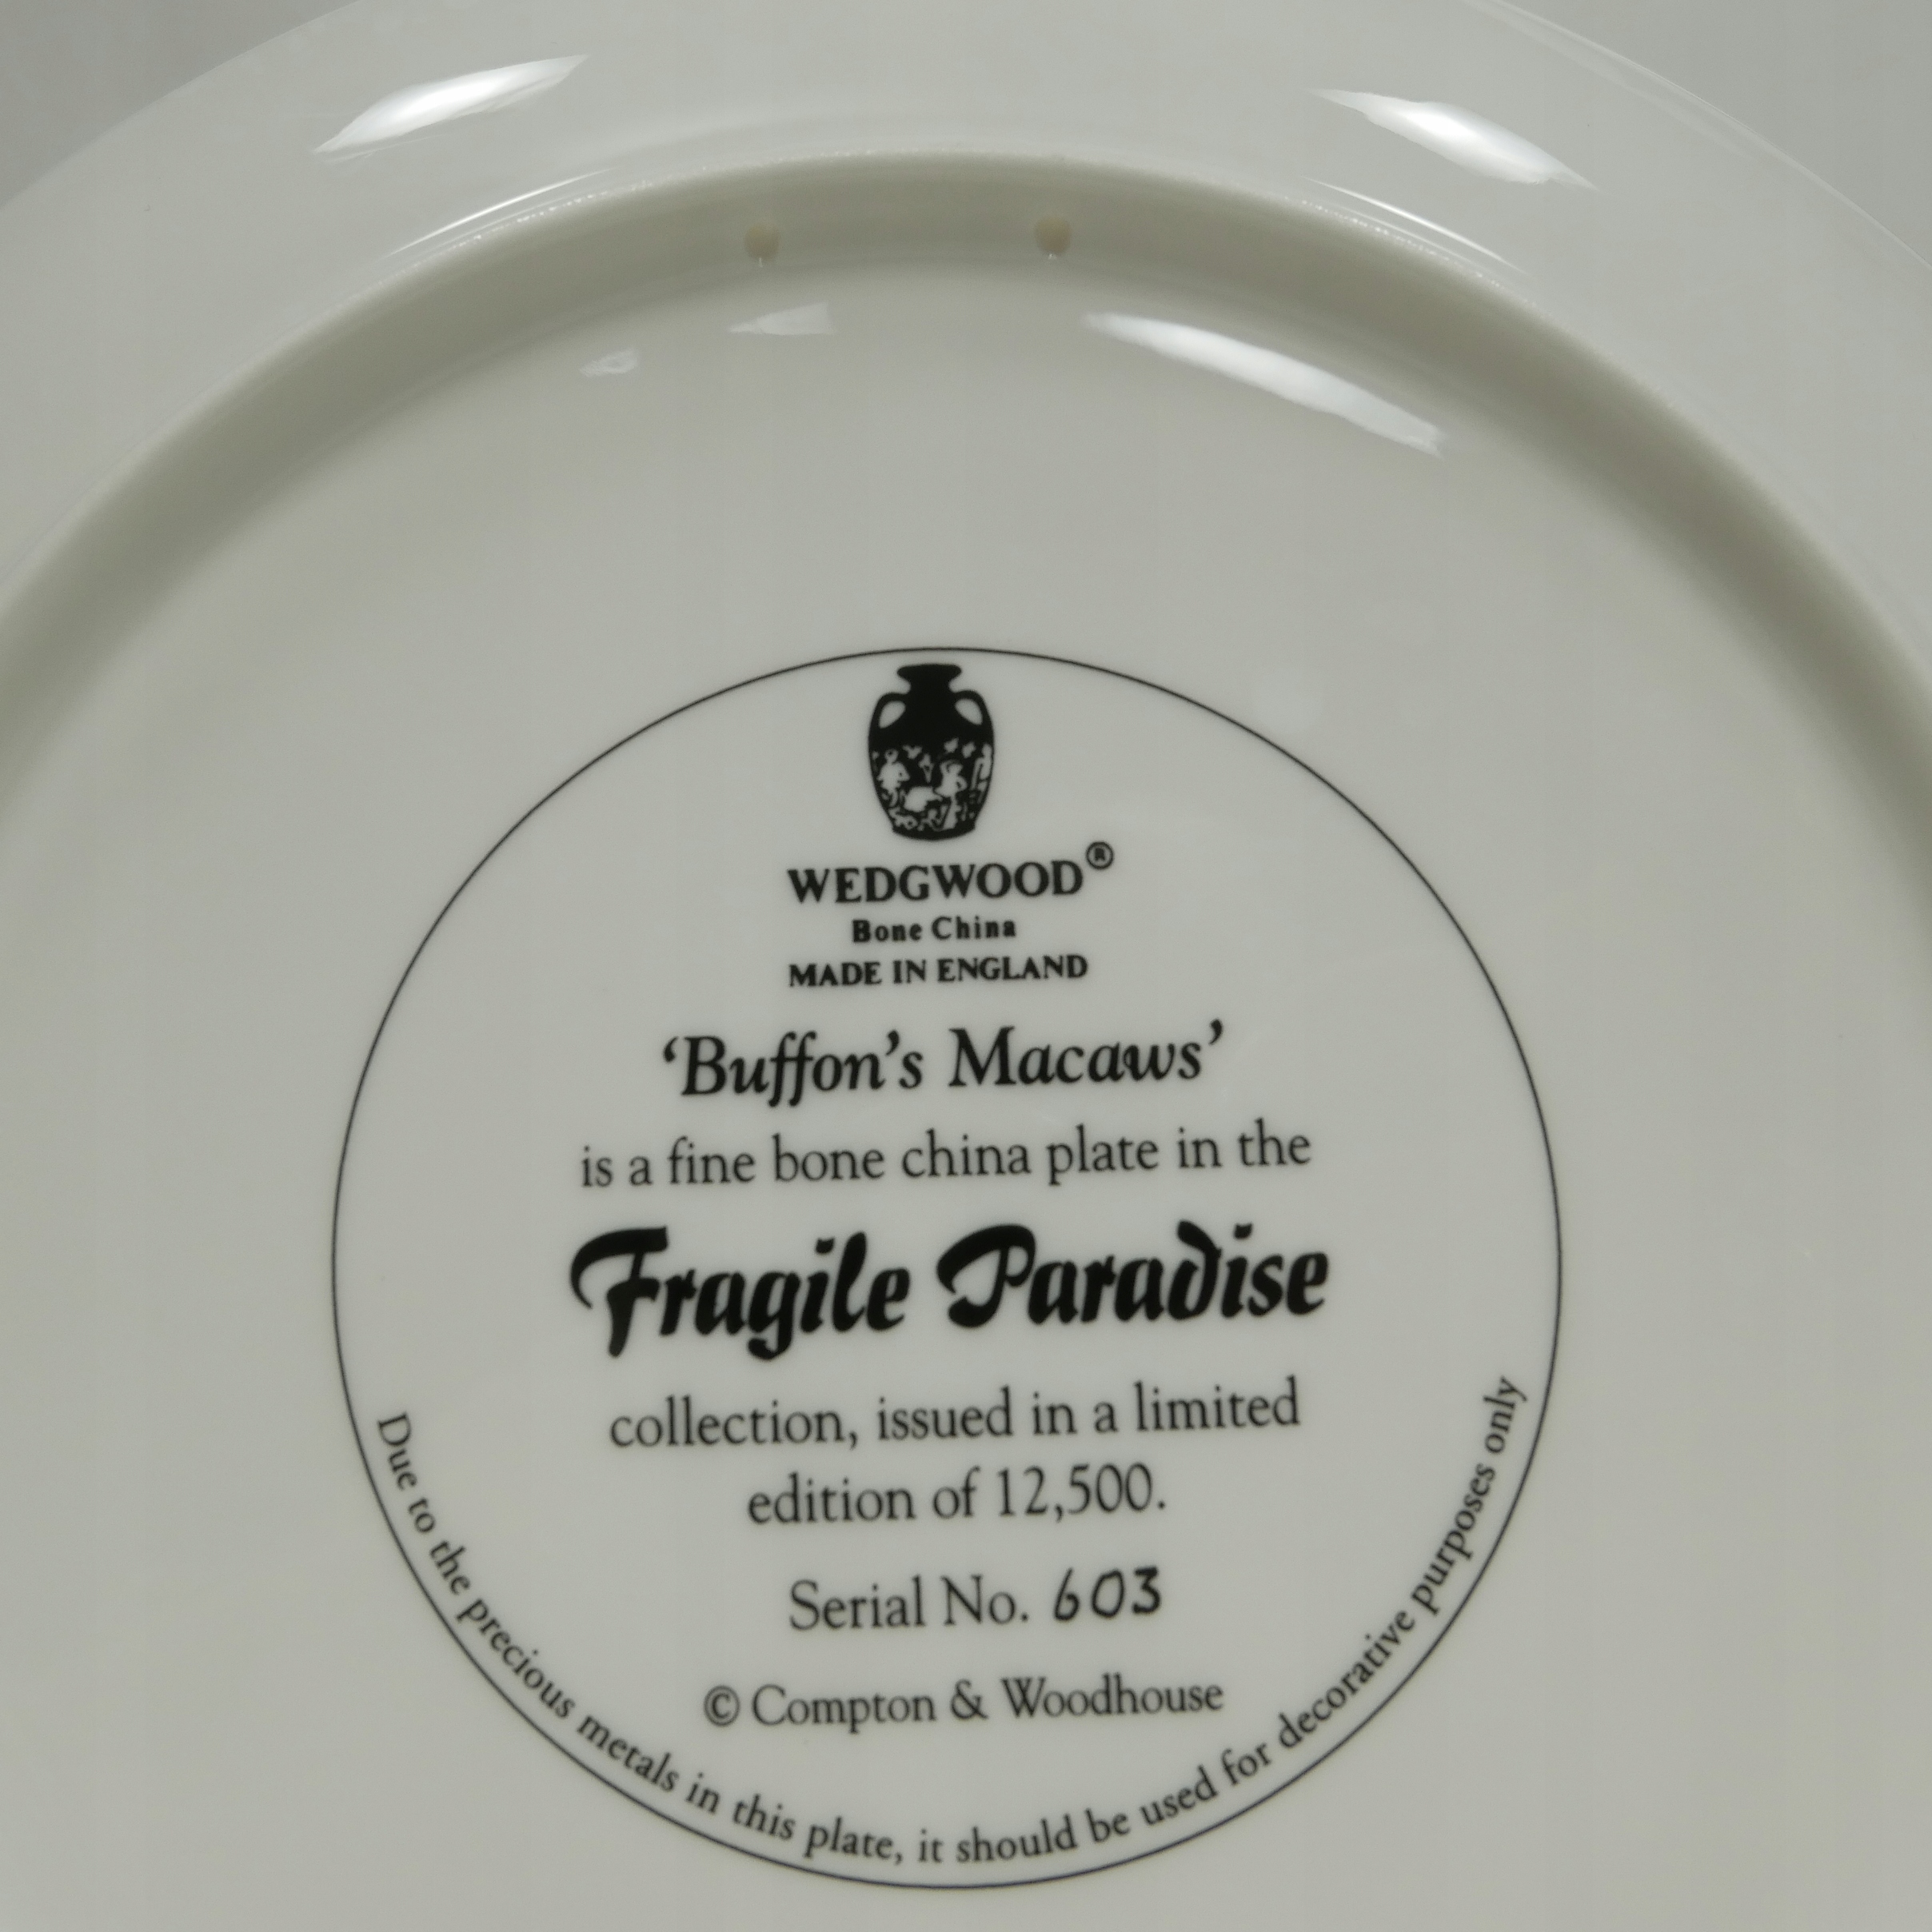 WEDGWOOD®
Bone China
MADE IN ENGLAND
‘Buffon’s Macaws’
is a fine bone china plate in the
Fragile Paradise
collection, issued in a limited
edition of 12,500.
Serial No. 603
© Compton & Woodhouse
Due to the precious metals in this plate, it should be used for decorative purposes only